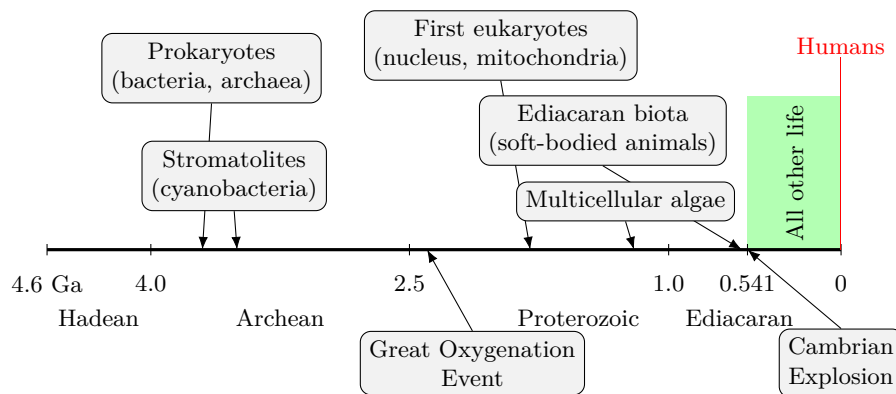 Prokaryotes
(bacteria, archaea)
First eukaryotes
(nucleus, mitochondria)
Humans
Stromatolites
(cyanobacteria)
Ediacaran biota
(soft-bodied animals)
All other life
Multicellular algae
4.6 Ga 4.0 2.5 1.0 0.541 0
Hadean Archean Proterozoic Ediacaran
Great Oxygenation
Event
Cambrian
Explosion